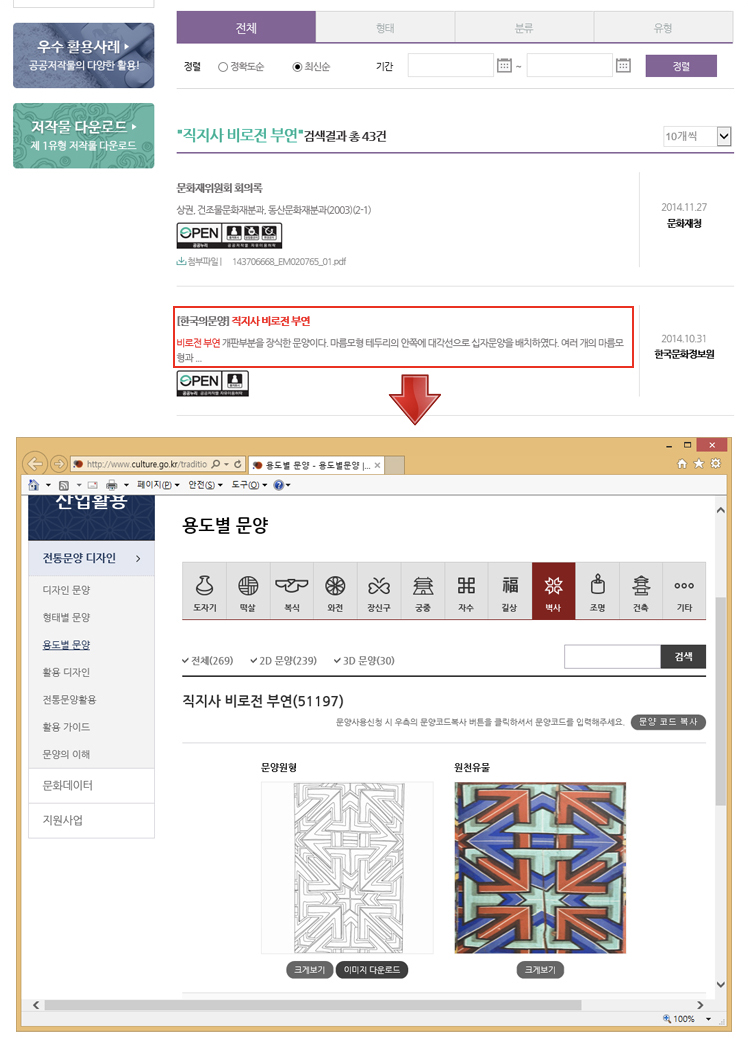 전체
형태
분류
유형
우수 활용사례
공공저작물의 다양한 활용!
정렬
정확도순
최신순
기간
~
정렬
저작물 다운로드
제 1유형 저작물 다운로드
"직지사 비로전 부연"검색결과 총 43건
10개씩
문화재위원회 회의록
상권, 건조물문화재분과, 동산문화재분과(2003)(2-1)
OPEN
공공누리
첨부파일 | 143706668_EM020765_01.pdf
2014.11.27
문화재청
[한국의문양] 직지사 비로전 부연
비로전 부연 개판부분을 장식한 문양이다. 마름모형 테두리의 안쪽에 대각선으로 십자문양을 배치하였다. 여러 개의 마름모
형과 ...
OPEN
공공누리
2014.10.31
한국문화정보원
http://www.culture.go.kr/traditio
용도별 문양 - 용도별문양 |...
페이지(P)
안전(S)
도구(O)
산업활용
전통문양 디자인
디자인 문양
형태별 문양
용도별 문양
활용 디자인
전통문양활용
활용 가이드
문양의 이해
문화데이터
지원사업
용도별 문양
도자기
떡살
복식
와전
장신구
궁중
자수
福
길상
벽사
조명
건축
기타
전체(269)
2D 문양(239)
3D 문양(30)
검색
직지사 비로전 부연(51197)
문양사용신청 시 우측의 문양코드복사 버튼을 클릭하셔서 문양코드를 입력해주세요.
문양 코드 복사
문양원형
원천유물
크게보기
이미지 다운로드
크게보기
100%